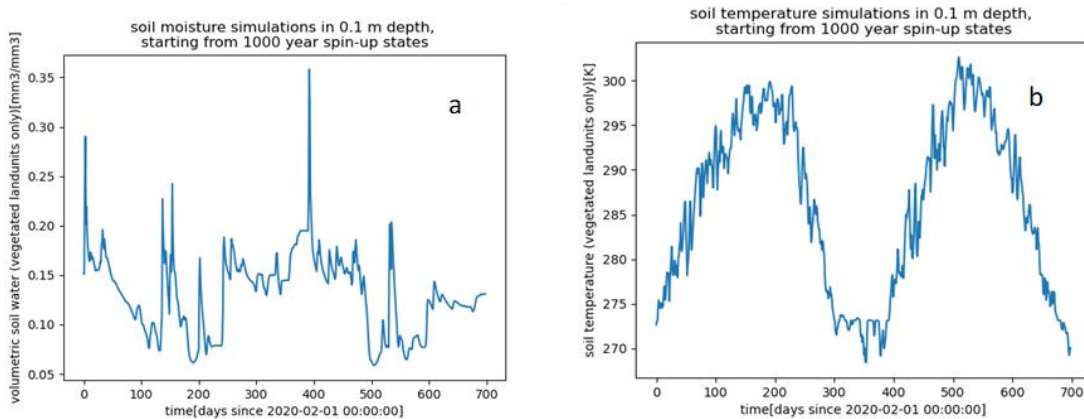 soil moisture simulations in 0.1 m depth,
starting from 1000 year spin-up states
volumetric soil water (vegetated landunits only)[mm3/mm3]
0.35
0.30
0.25
0.20
0.15
0.10
0.05
a
0 100 200 300 400 500 600 700
time[days since 2020-02-01 00:00:00]
soil temperature simulations in 0.1 m depth,
starting from 1000 year spin-up states
soil temperature (vegetated landunits only)[K]
300
295
290
285
280
275
270
b
0 100 200 300 400 500 600 700
time[days since 2020-02-01 00:00:00]